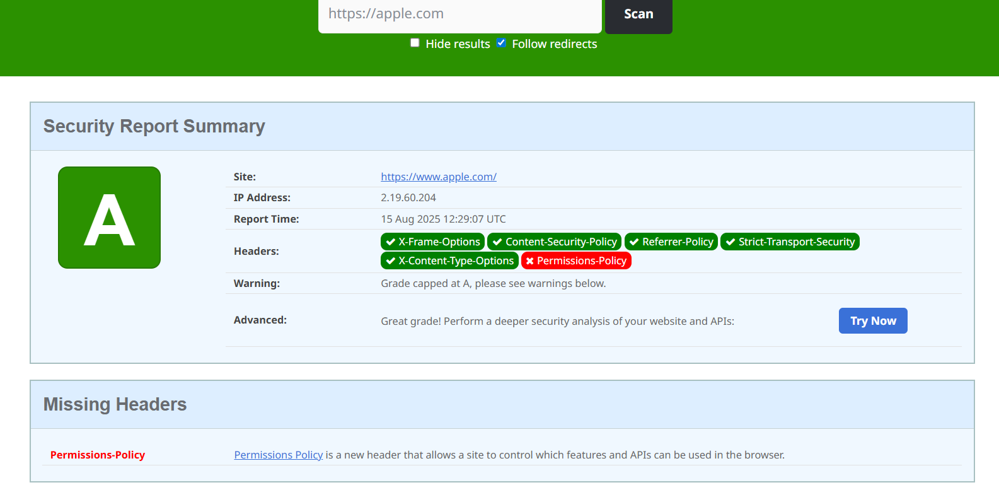 https://apple.com
Scan
Hide results Follow redirects
Security Report Summary
A
Site: https://www.apple.com/
IP Address: 2.19.60.204
Report Time: 15 Aug 2025 12:29:07 UTC
Headers: X-Frame-Options Content-Security-Policy Referrer-Policy Strict-Transport-Security
X-Content-Type-Options Permissions-Policy
Warning: Grade capped at A, please see warnings below.
Advanced: Great grade! Perform a deeper security analysis of your website and APIs: Try Now
Missing Headers
Permissions-Policy Permissions Policy is a new header that allows a site to control which features and APIs can be used in the browser.